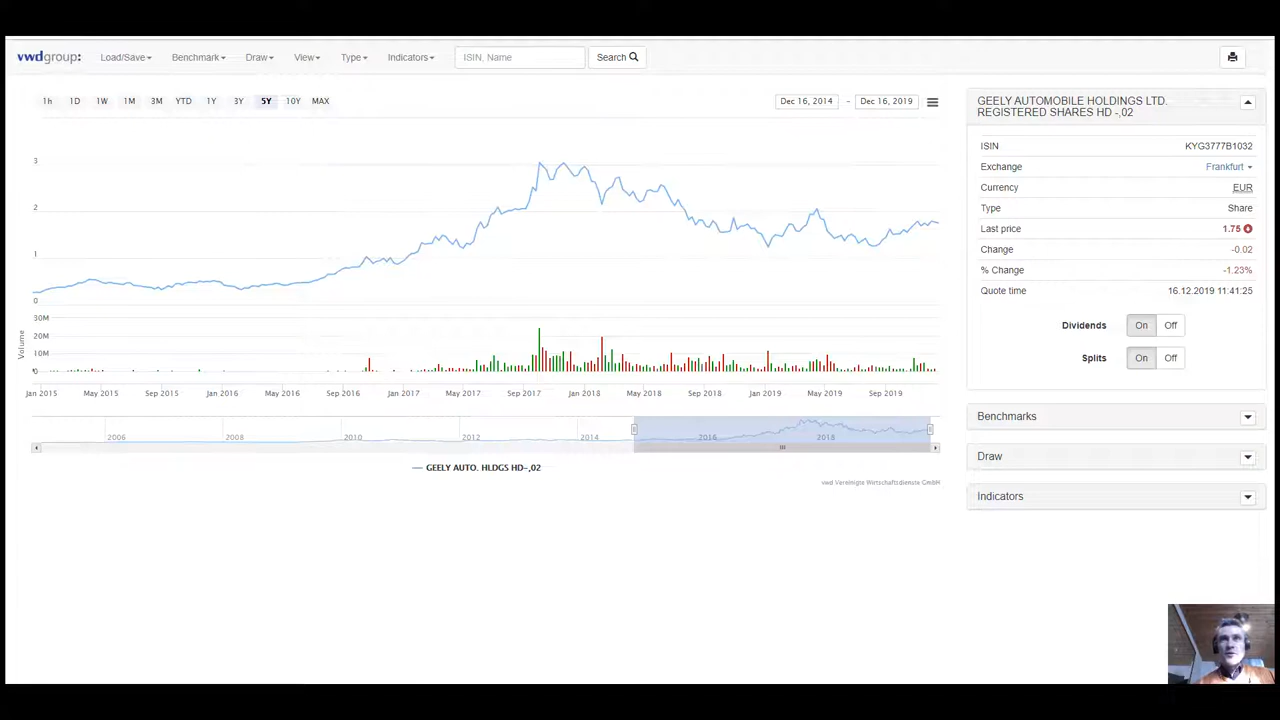 vwdgroup: Load/Save Benchmark Draw View Type Indicators ISIN, Name Search
1h 1D 1W 1M 3M YTD 1Y 3Y 5Y 10Y MAX Dec 16, 2014 - Dec 16, 2019
3
2
1
0
30M
20M
10M
0
Volume
Jan 2015 May 2015 Sep 2015 Jan 2016 May 2016 Sep 2016 Jan 2017 May 2017 Sep 2017 Jan 2018 May 2018 Sep 2018 Jan 2019 May 2019 Sep 2019
2006 2008 2010 2012 2014 2016 2018
GEELY AUTO. HLDGS HD-,02
vwd Vereinigte Wirtschaftsdienste GmbH
GEELY AUTOMOBILE HOLDINGS LTD.
REGISTERED SHARES HD -,02
ISIN KYG3777B1032
Exchange Frankfurt
Currency EUR
Type Share
Last price 1.75
Change -0.02
% Change -1.23%
Quote time 16.12.2019 11:41:25
Dividends On Off
Splits On Off
Benchmarks
Draw
Indicators